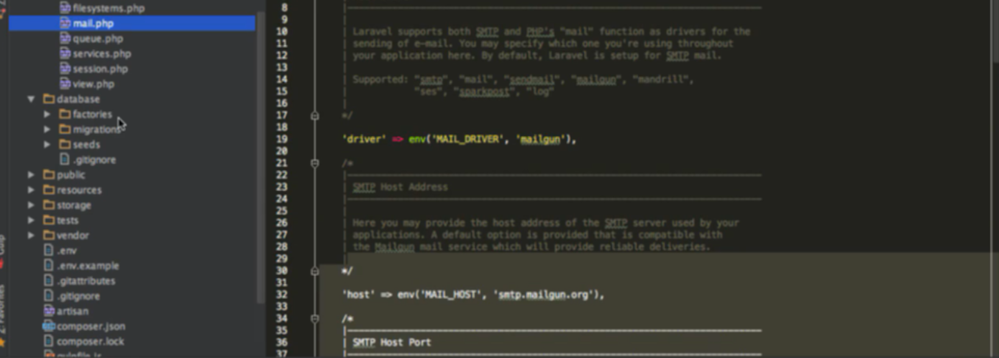 filesystems.php
mail.php
queue.php
services.php
session.php
view.php
database
factories
migrations
seeds
.gitignore
public
resources
storage
tests
vendor
.env
.env.example
.gitattributes
.gitignore
artisan
composer.json
composer.lock
Z: Favorites
8 |--------------------------------------------------------------------------
9 |
10 | Laravel supports both SMTP and PHP's "mail" function as drivers for the
11 | sending of e-mail. You may specify which one you're using throughout
12 | your application here. By default, Laravel is setup for SMTP mail.
13 |
14 | Supported: "smtp", "mail", "sendmail", "mailgun", "mandrill",
15 | "ses", "sparkpost", "log"
16 |
17 */
18
19 'driver' => env('MAIL_DRIVER', 'mailgun'),
20
21 /*
22 |--------------------------------------------------------------------------
23 | SMTP Host Address
24 |--------------------------------------------------------------------------
25 |
26 | Here you may provide the host address of the SMTP server used by your
27 | applications. A default option is provided that is compatible with
28 | the Mailgun mail service which will provide reliable deliveries.
29 |
30 */
31
32 'host' => env('MAIL_HOST', 'smtp.mailgun.org'),
33
34 /*
35 |--------------------------------------------------------------------------
36 | SMTP Host Port
37 |--------------------------------------------------------------------------